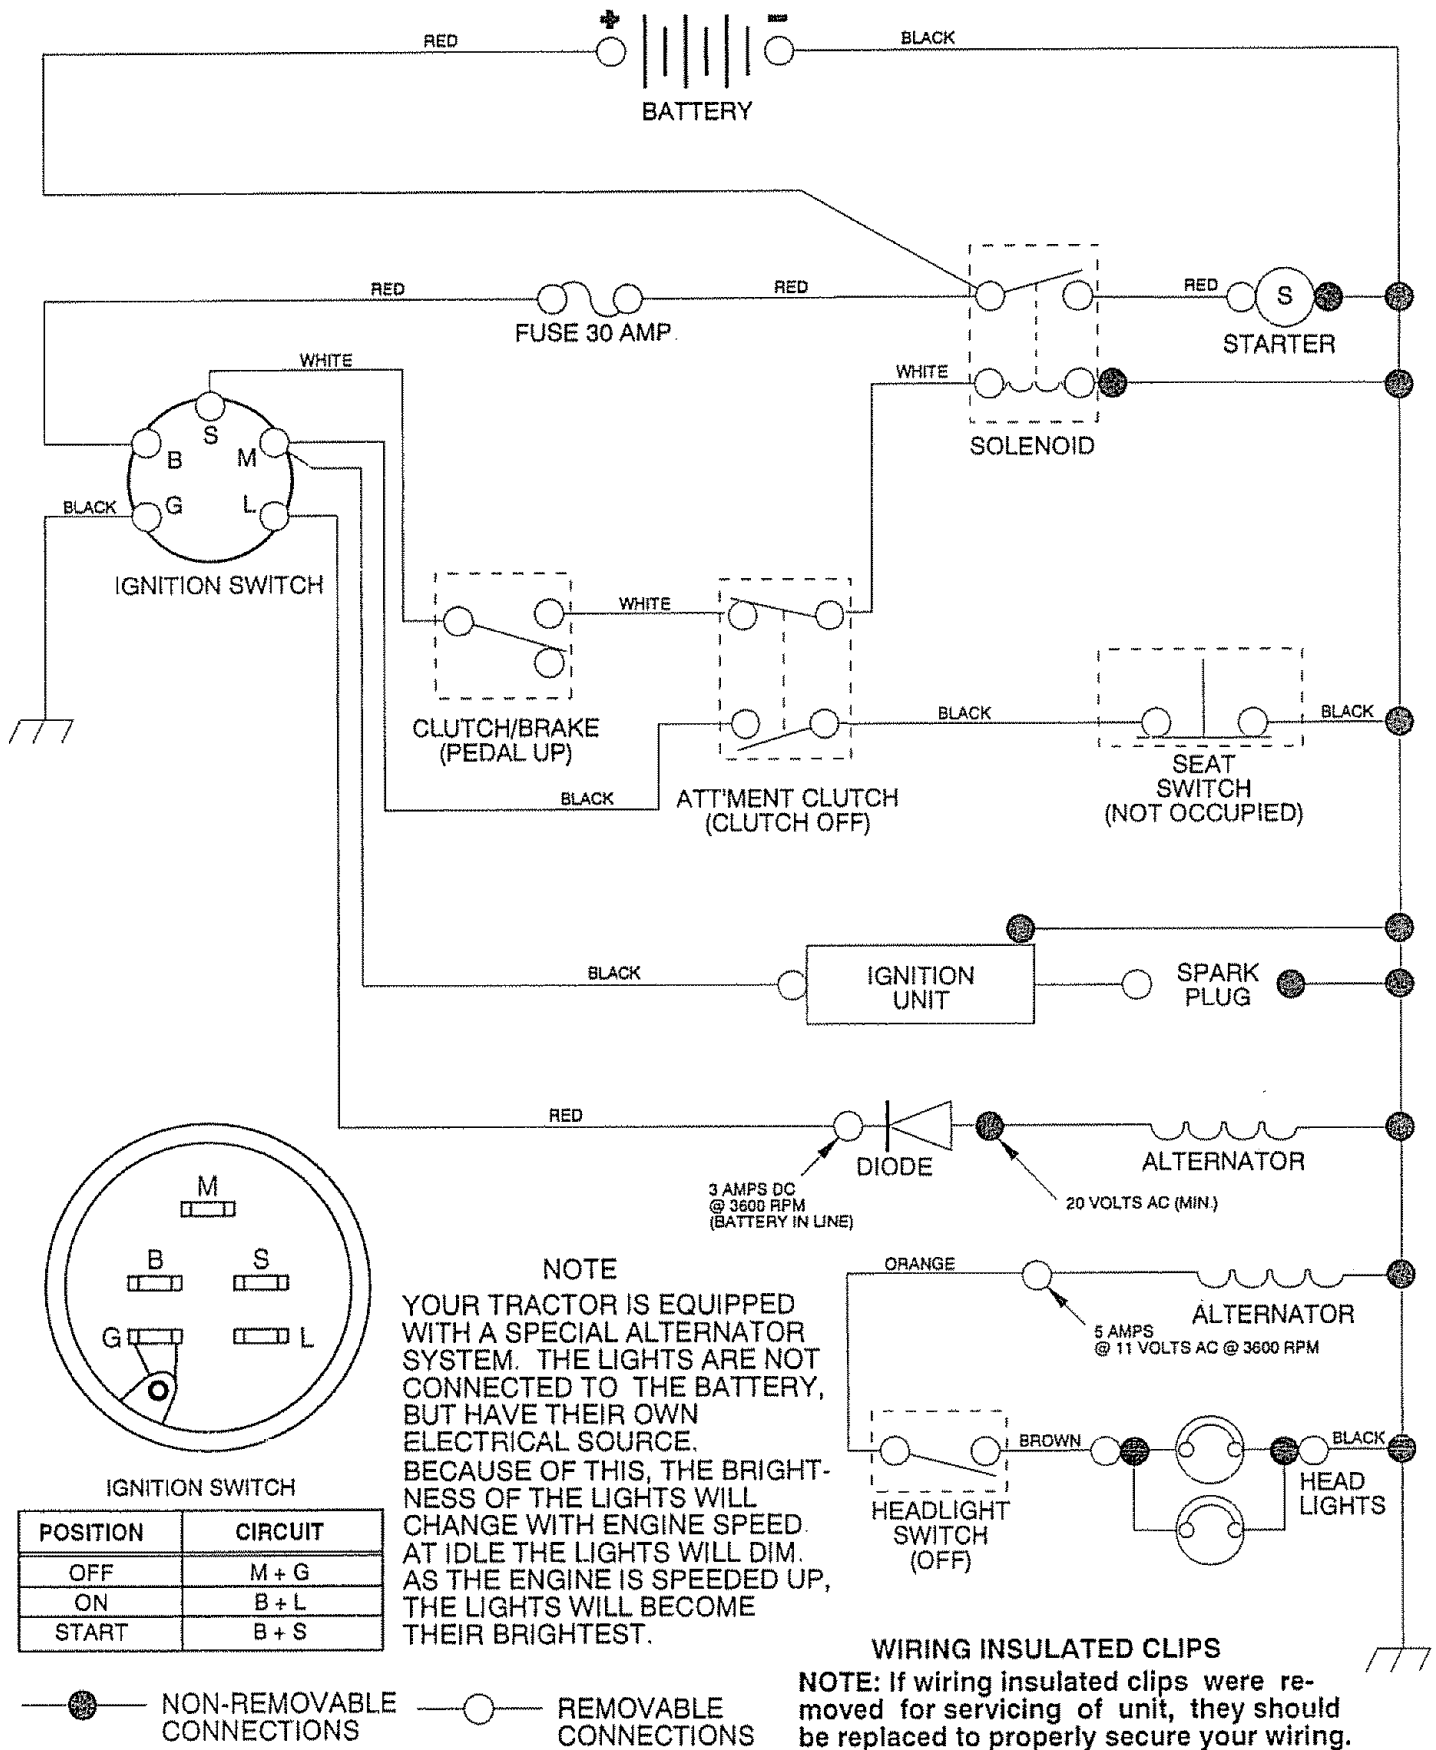 + -
RED
BLACK
BATTERY
RED
RED
RED
S
FUSE 30 AMP.
STARTER
WHITE
WHITE
S
B
M
G
L
BLACK
SOLENOID
IGNITION SWITCH
WHITE
CLUTCH/BRAKE
(PEDAL UP)
BLACK
BLACK
BLACK
ATT'MENT CLUTCH
(CLUTCH OFF)
SEAT
SWITCH
(NOT OCCUPIED)
BLACK
IGNITION
UNIT
SPARK
PLUG
RED
DIODE
ALTERNATOR
3 AMPS DC
@ 3600 RPM
(BATTERY IN LINE)
20 VOLTS AC (MIN.)
M
B
S
G
L
ORANGE
ALTERNATOR
5 AMPS
@ 11 VOLTS AC @ 3600 RPM
NOTE
YOUR TRACTOR IS EQUIPPED
WITH A SPECIAL ALTERNATOR
SYSTEM. THE LIGHTS ARE NOT
CONNECTED TO THE BATTERY,
BUT HAVE THEIR OWN
ELECTRICAL SOURCE.
BECAUSE OF THIS, THE BRIGHT-
NESS OF THE LIGHTS WILL
CHANGE WITH ENGINE SPEED.
AT IDLE THE LIGHTS WILL DIM.
AS THE ENGINE IS SPEEDED UP,
THE LIGHTS WILL BECOME
THEIR BRIGHTEST.
BROWN
BLACK
HEAD
LIGHTS
HEADLIGHT
SWITCH
(OFF)
IGNITION SWITCH
POSITION CIRCUIT
OFF M + G
ON B + L
START B + S
NON-REMOVABLE
CONNECTIONS
REMOVABLE
CONNECTIONS
WIRING INSULATED CLIPS
NOTE: If wiring insulated clips were re-
moved for servicing of unit, they should
be replaced to properly secure your wiring.